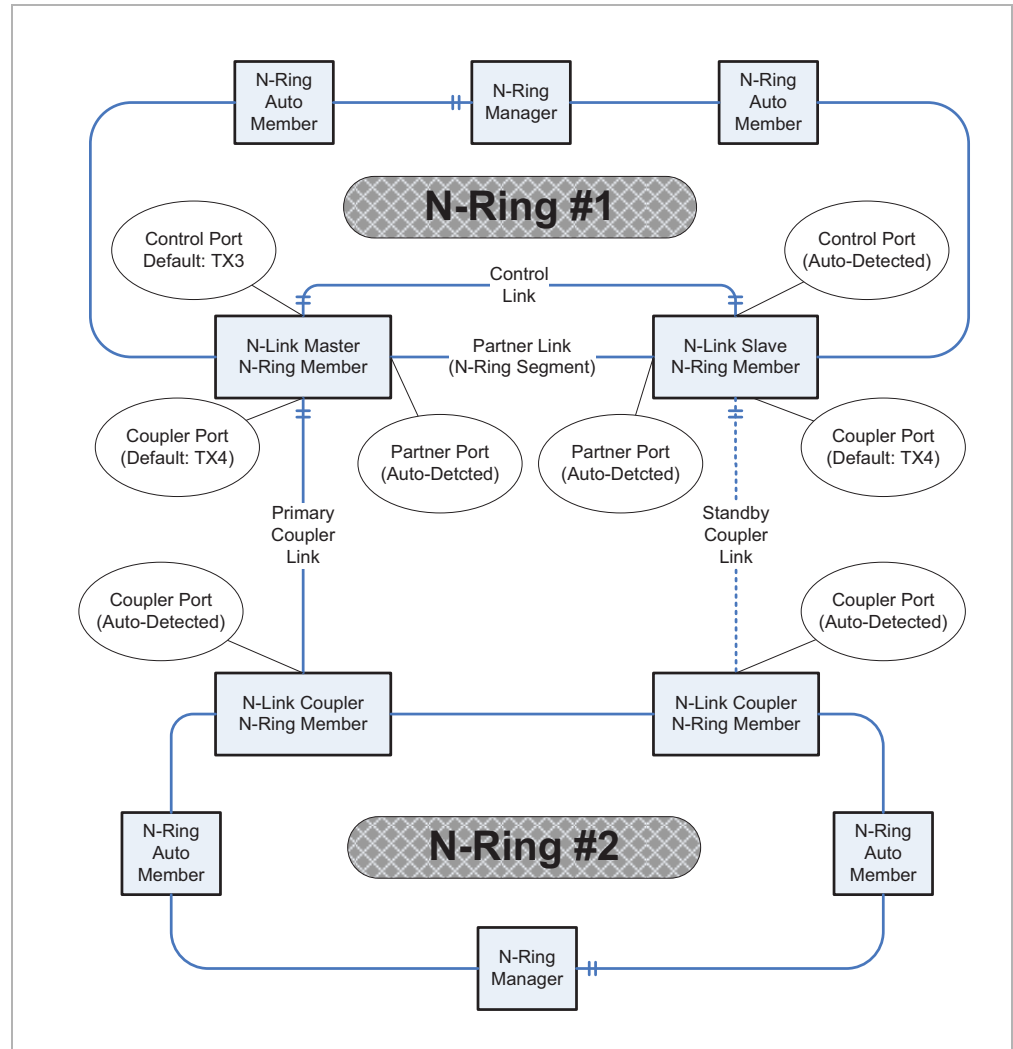 N-Ring
Auto
Member
N-Ring
Manager
N-Ring
Auto
Member
N-Ring #1
Control Port
Default: TX3
Control
Link
Control Port
(Auto-Detected)
N-Link Master
N-Ring Member
Partner Link
(N-Ring Segment)
N-Link Slave
N-Ring Member
Coupler Port
(Default: TX4)
Partner Port
(Auto-Detcted)
Partner Port
(Auto-Detcted)
Coupler Port
(Default: TX4)
Primary
Coupler
Link
Standby
Coupler
Link
Coupler Port
(Auto-Detected)
Coupler Port
(Auto-Detected)
N-Link Coupler
N-Ring Member
N-Link Coupler
N-Ring Member
N-Ring
Auto
Member
N-Ring #2
N-Ring
Auto
Member
N-Ring
Manager